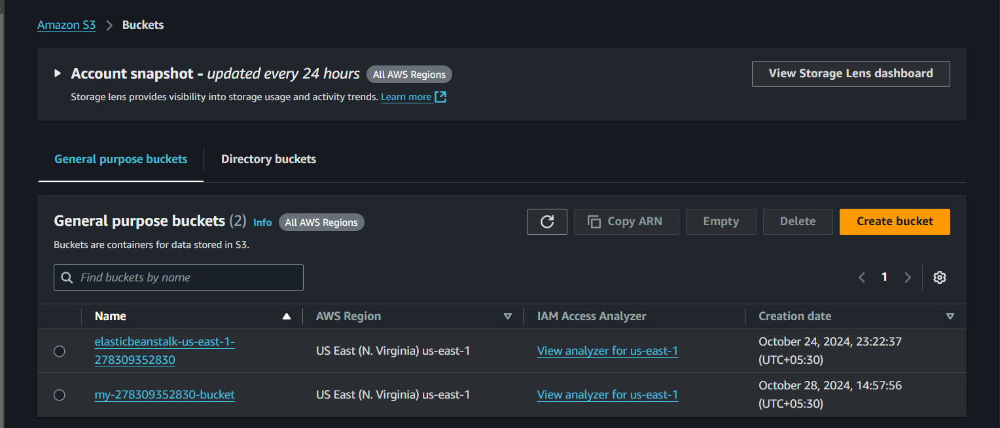 Amazon S3 > Buckets
Account snapshot - updated every 24 hours All AWS Regions
View Storage Lens dashboard
Storage lens provides visibility into storage usage and activity trends. Learn more
General purpose buckets Directory buckets
General purpose buckets (2) Info All AWS Regions
Copy ARN Empty Delete Create bucket
Buckets are containers for data stored in S3.
Find buckets by name
1
Name AWS Region IAM Access Analyzer Creation date
elasticbeanstalk-us-east-1-
278309352830
US East (N. Virginia) us-east-1
View analyzer for us-east-1
October 24, 2024, 23:22:37
(UTC+05:30)
my-278309352830-bucket
US East (N. Virginia) us-east-1
View analyzer for us-east-1
October 28, 2024, 14:57:56
(UTC+05:30)